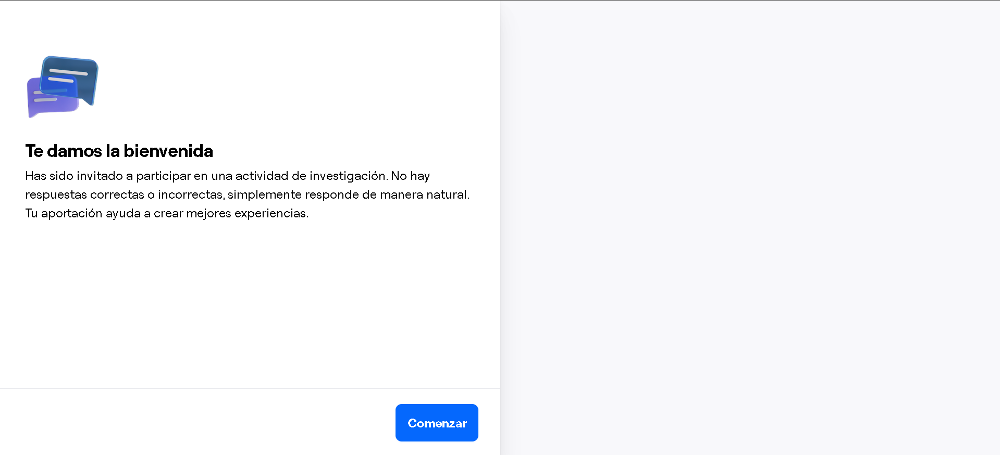 Te damos la bienvenida
Has sido invitado a participar en una actividad de investigación. No hay
respuestas correctas o incorrectas, simplemente responde de manera natural.
Tu aportación ayuda a crear mejores experiencias.
Comenzar